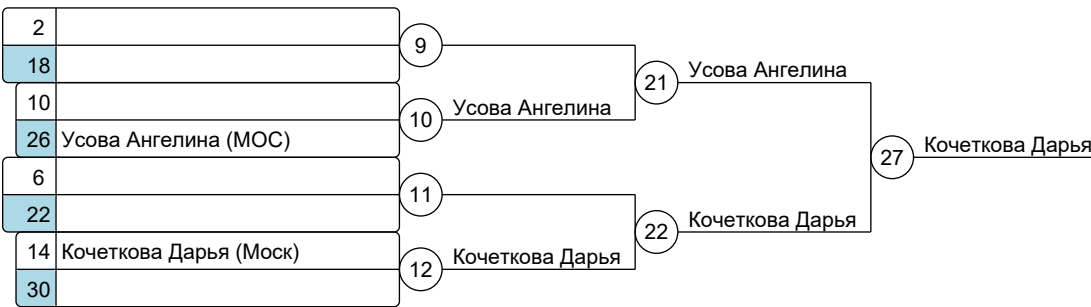 2
9
18
21 Усова Ангелина
10
10 Усова Ангелина
26 Усова Ангелина (МОС)
27 Кочеткова Дарья
6
11
22
22 Кочеткова Дарья
14 Кочеткова Дарья (Моск)
12 Кочеткова Дарья
30